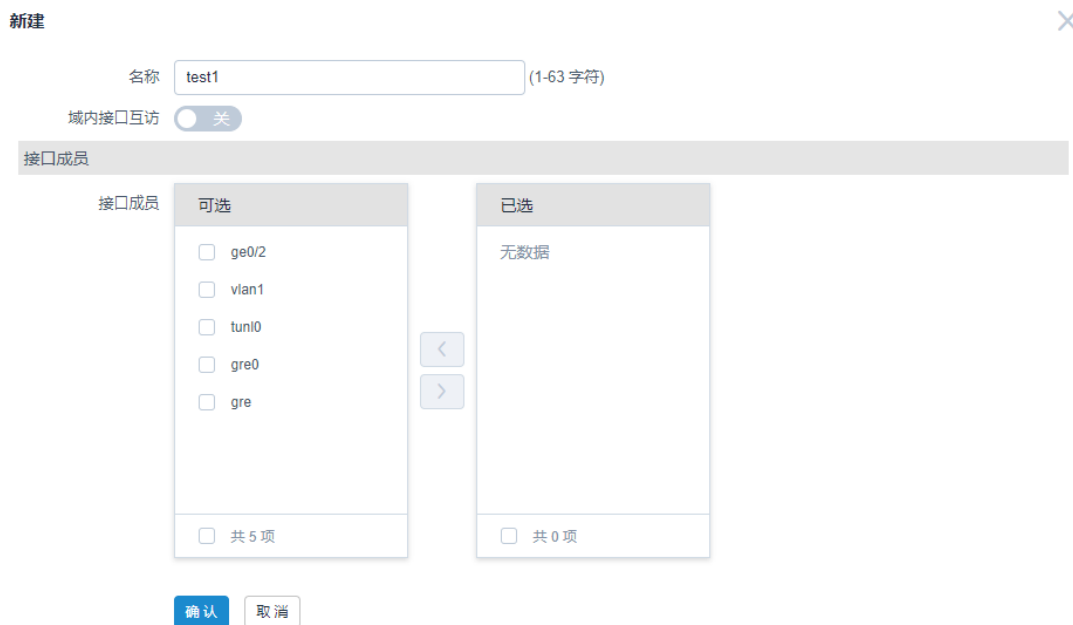 新建
名称 test1 (1-63 字符)
域内接口互访 关
接口成员
接口成员 可选 已选
ge0/2 无数据
vlan1
tunl0
gre0
gre
共 5 项 共 0 项
确认 取消